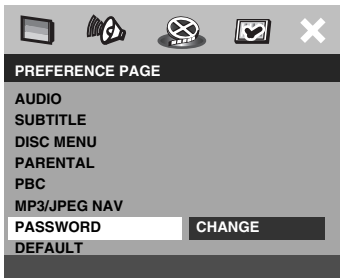 PREFERENCE PAGE
AUDIO
SUBTITLE
DISC MENU
PARENTAL
PBC
MP3/JPEG NAV
PASSWORD CHANGE
DEFAULT